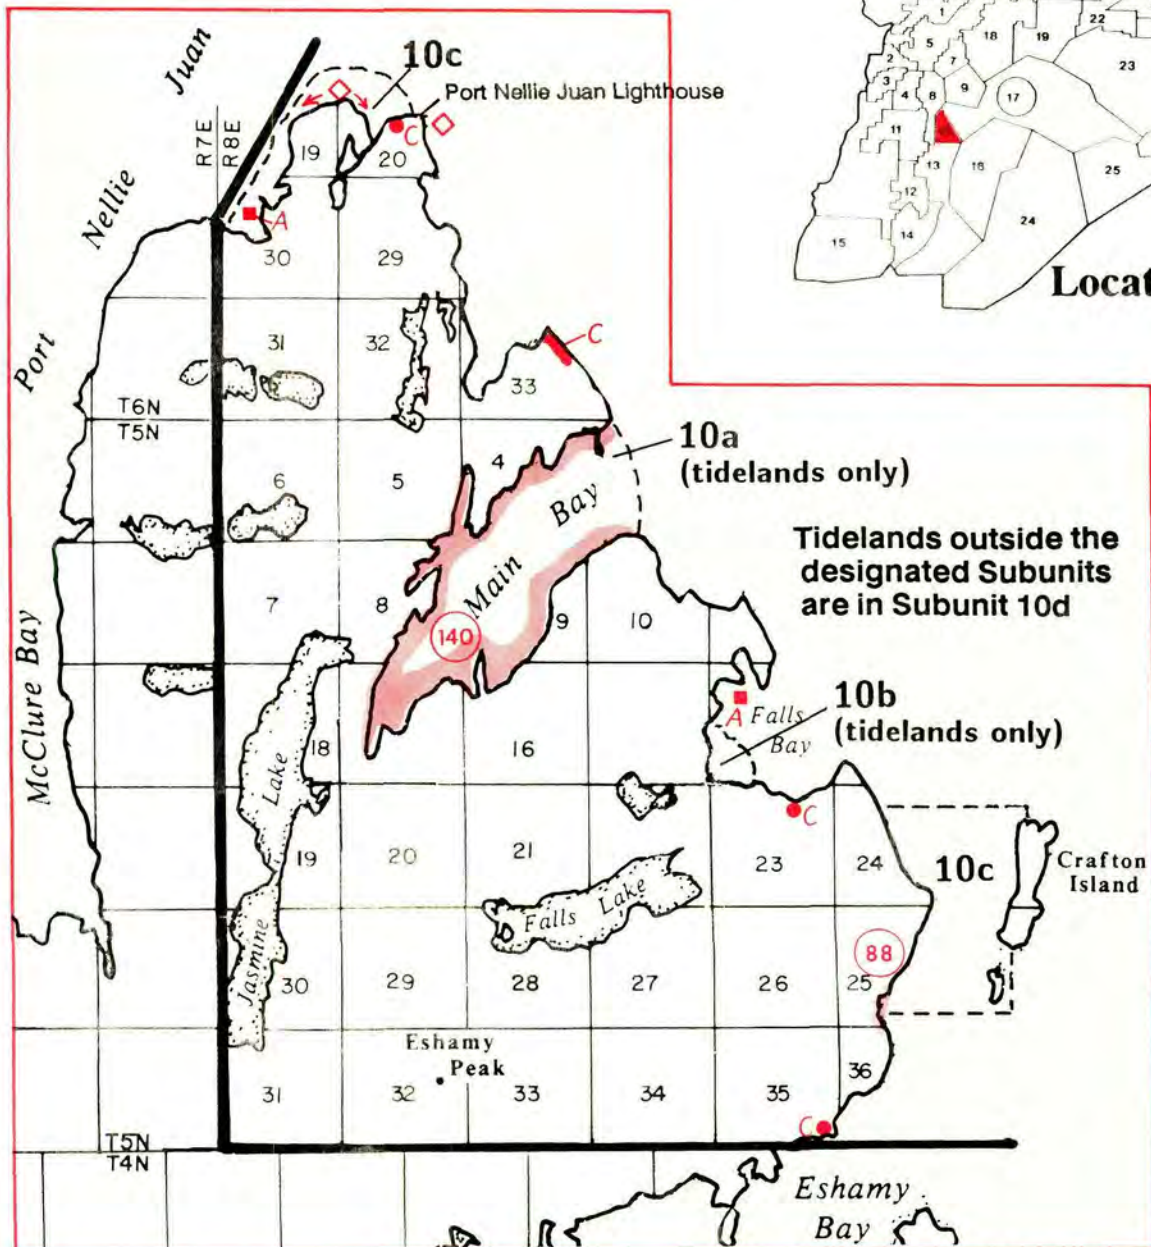 Juan
Nellie
Port
10c
Port Nellie Juan Lighthouse
R7E
R8E
C
19
20
A
30
29
31
32
C
33
T6N
T5N
10a
(tidelands only)
4
6
5
Bay
Main
Tidelands outside the
designated Subunits
are in Subunit 10d
7
8
9
10
140
McClure Bay
10b
(tidelands only)
A
Falls
Bay
18
16
Lake
C
19
20
21
23
24
10c
Crafton
Island
Falls Lake
88
Jasmine
30
29
28
27
26
25
Eshamy
Peak
31
32
33
34
35
36
C
T5N
T4N
Eshamy
Bay
1
22
5
18
19
2
7
23
3
4
8
9
17
11
13
16
25
12
24
15
14
Locat